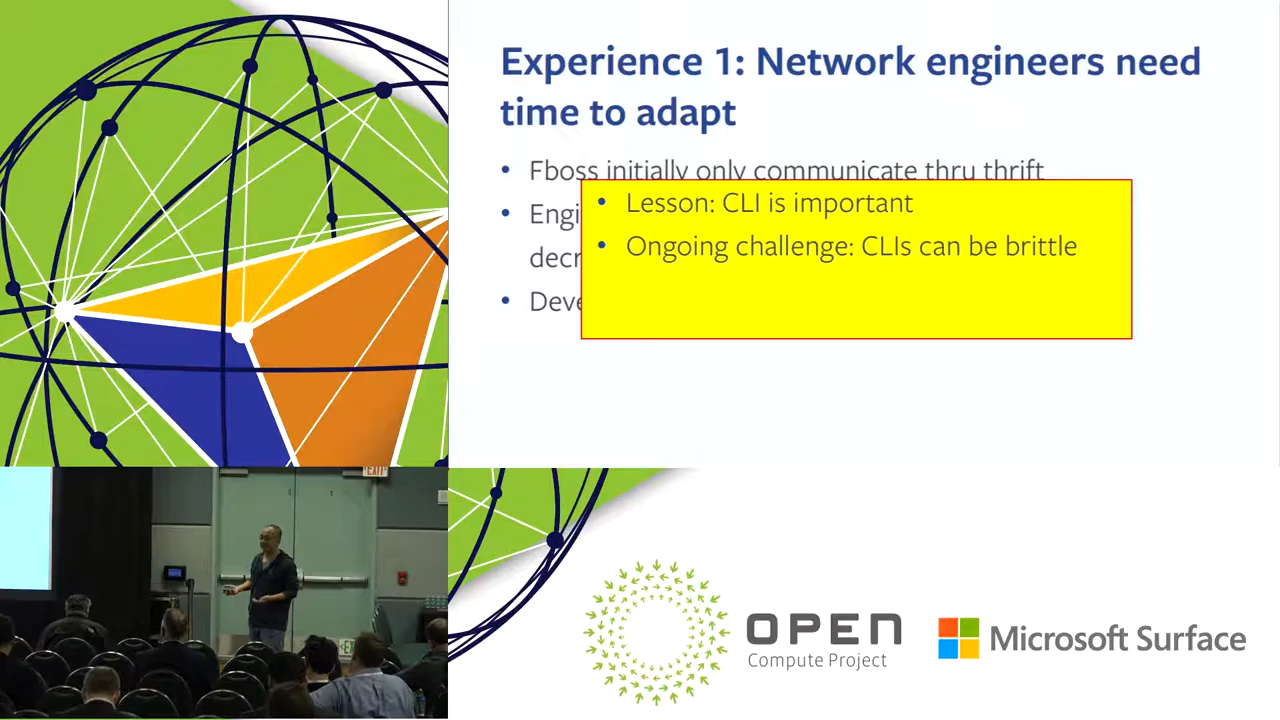 Experience 1: Network engineers need
time to adapt
• Fboss initially only communicate thru thrift
• Engi
decr
• Deve
• Lesson: CLI is important
• Ongoing challenge: CLIs can be brittle
EXIT
OPEN
Compute Project
Microsoft Surface